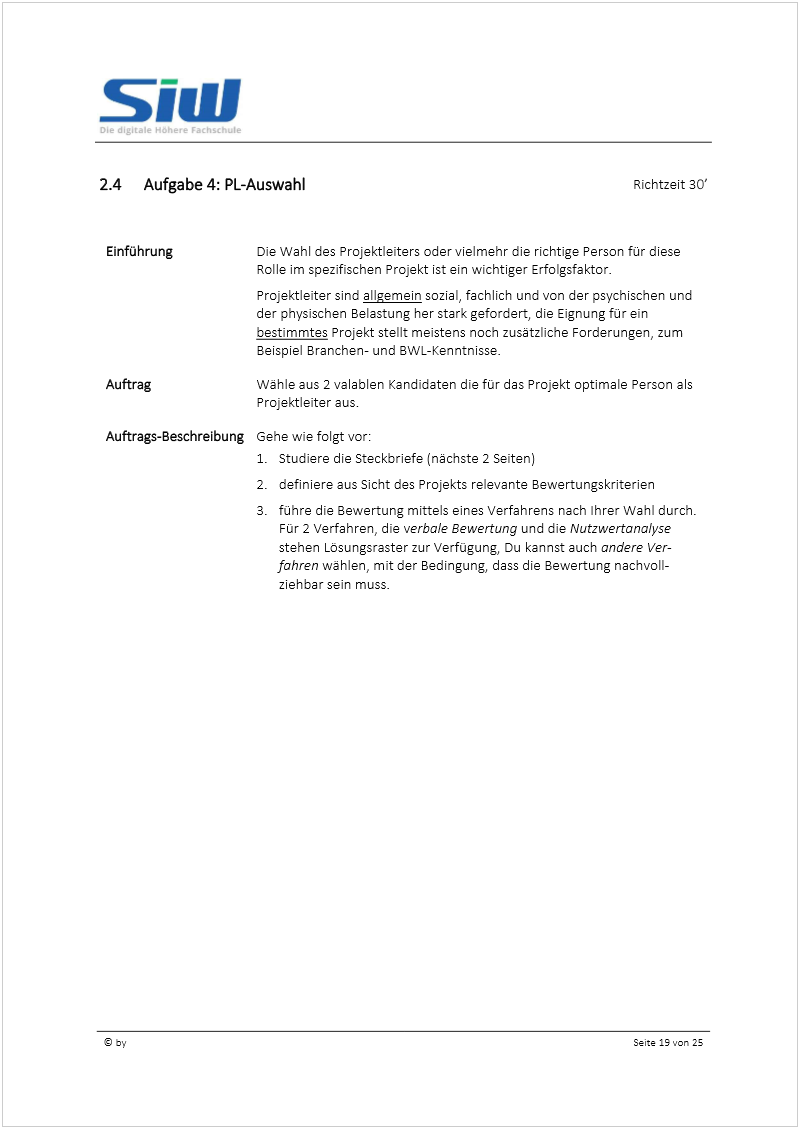 Siw
Die digitale Höhere Fachschule
2.4 Aufgabe 4: PL-Auswahl Richtzeit 30’
Einführung Die Wahl des Projektleiters oder vielmehr die richtige Person für diese
Rolle im spezifischen Projekt ist ein wichtiger Erfolgsfaktor.
Projektleiter sind allgemein sozial, fachlich und von der psychischen und
der physischen Belastung her stark gefordert, die Eignung für ein
bestimmtes Projekt stellt meistens noch zusätzliche Forderungen, zum
Beispiel Branchen- und BWL-Kenntnisse.
Auftrag Wähle aus 2 valablen Kandidaten die für das Projekt optimale Person als
Projektleiter aus.
Auftrags-Beschreibung Gehe wie folgt vor:
1. Studiere die Steckbriefe (nächste 2 Seiten)
2. definiere aus Sicht des Projekts relevante Bewertungskriterien
3. führe die Bewertung mittels eines Verfahrens nach Ihrer Wahl durch.
Für 2 Verfahren, die verbale Bewertung und die Nutzwertanalyse
stehen Lösungsraster zur Verfügung, Du kannst auch andere Ver-
fahren wählen, mit der Bedingung, dass die Bewertung nachvoll-
ziehbar sein muss.
© by Seite 19 von 25